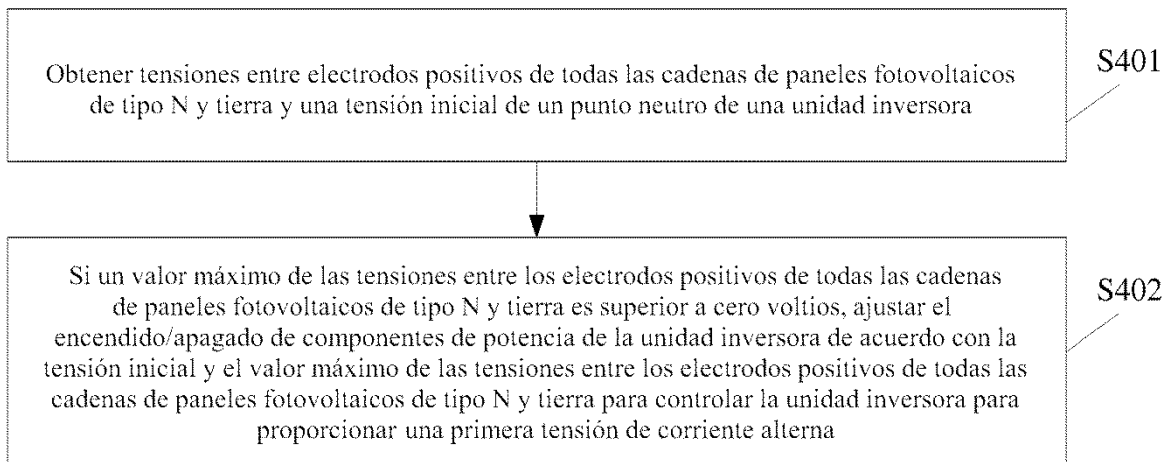 Obtener tensiones entre electrodos positivos de todas las cadenas de paneles fotovoltaicos
de tipo N y tierra y una tensión inicial de un punto neutro de una unidad inversora
S401
Si un valor máximo de las tensiones entre los electrodos positivos de todas las cadenas
de paneles fotovoltaicos de tipo N y tierra es superior a cero voltios, ajustar el
encendido/apagado de componentes de potencia de la unidad inversora de acuerdo con la
tensión inicial y el valor máximo de las tensiones entre los electrodos positivos de todas las
cadenas de paneles fotovoltaicos de tipo N y tierra para controlar la unidad inversora para
proporcionar una primera tensión de corriente alterna
S402